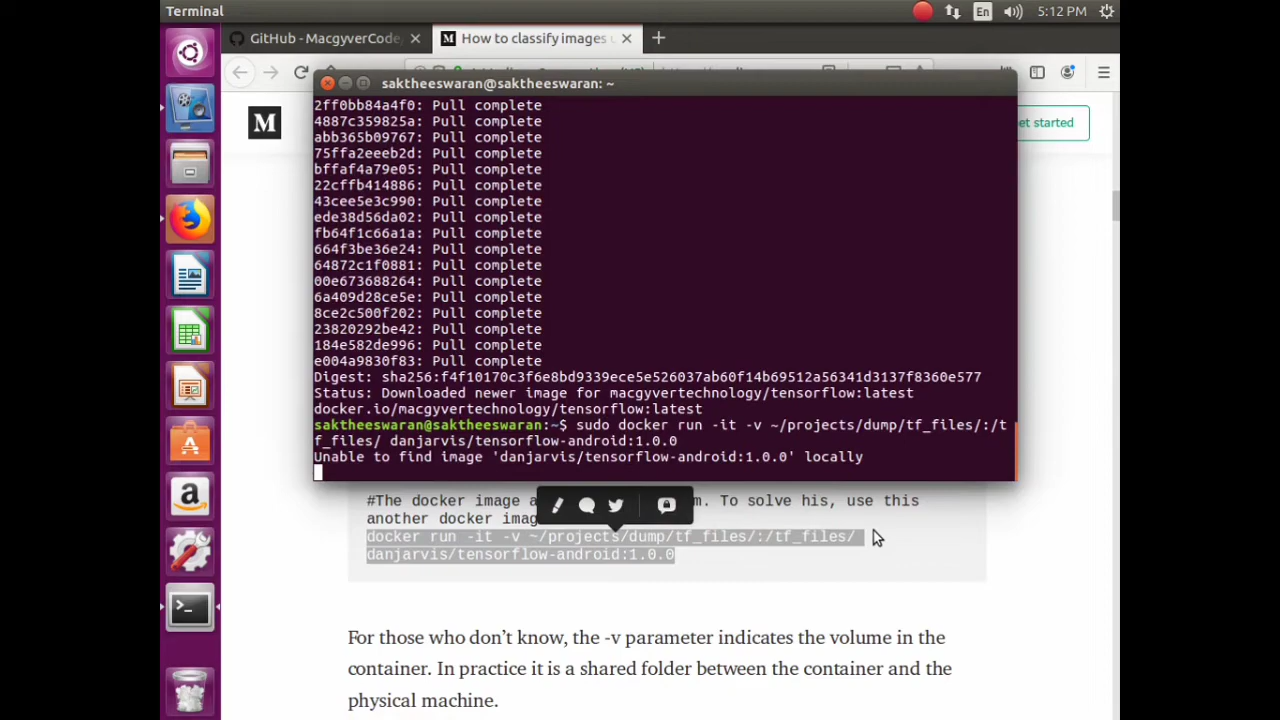 Terminal
En
5:12 PM
GitHub - MacgyverCode
M How to classify images u
M
et started
saktheeswaran@saktheeswaran: ~
2ff0bb84a4f0: Pull complete
4887c359825a: Pull complete
abb365b09767: Pull complete
75ffa2eeeb2d: Pull complete
bffaf4a79e05: Pull complete
22cffb414886: Pull complete
43cee5e3c990: Pull complete
ede38d56da02: Pull complete
fb64f1c66a1a: Pull complete
664f3be36e24: Pull complete
64872c1f0881: Pull complete
00e673688264: Pull complete
6a409d28ce5e: Pull complete
8ce2c500f202: Pull complete
23820292be42: Pull complete
184e582de996: Pull complete
e004a9830f83: Pull complete
Digest: sha256:f4f10170c3f6e8bd9339ece5e526037ab60f14b69512a56341d3137f8360e577
Status: Downloaded newer image for macgyvertechnology/tensorflow:latest
docker.io/macgyvertechnology/tensorflow:latest
saktheeswaran@saktheeswaran:~$ sudo docker run -it -v ~/projects/dump/tf_files/:/t
f_files/ danjarvis/tensorflow-android:1.0.0
Unable to find image 'danjarvis/tensorflow-android:1.0.0' locally
#The docker image a m. To solve his, use this
another docker imag
docker run -it -v ~/projects/dump/tf_files/:/tf_files/
danjarvis/tensorflow-android:1.0.0
For those who don't know, the -v parameter indicates the volume in the
container. In practice it is a shared folder between the container and the
physical machine.